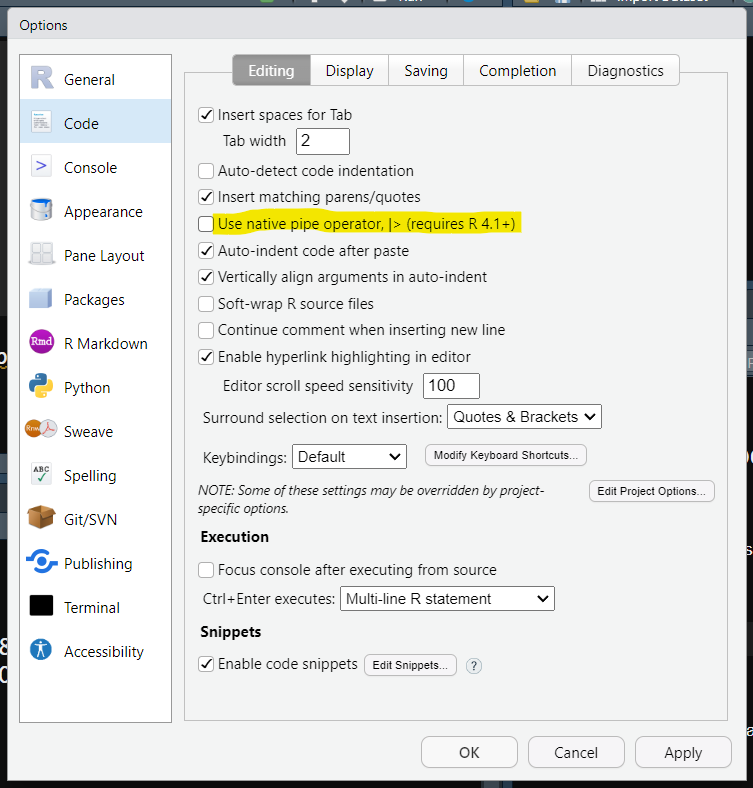 Options
General
Code
Console
Appearance
Pane Layout
Packages
Rmd
R Markdown
Python
Rnw
Sweave
ABC
Spelling
Git/SVN
Publishing
Terminal
Accessibility
Editing Display Saving Completion Diagnostics
Insert spaces for Tab
Tab width 2
Auto-detect code indentation
Insert matching parens/quotes
Use native pipe operator, |> (requires R 4.1+)
Auto-indent code after paste
Vertically align arguments in auto-indent
Soft-wrap R source files
Continue comment when inserting new line
Enable hyperlink highlighting in editor
Editor scroll speed sensitivity 100
Surround selection on text insertion: Quotes & Brackets
Keybindings: Default Modify Keyboard Shortcuts...
NOTE: Some of these settings may be overridden by project-
specific options.
Edit Project Options...
Execution
Focus console after executing from source
Ctrl+Enter executes: Multi-line R statement
Snippets
Enable code snippets Edit Snippets... ?
OK Cancel Apply